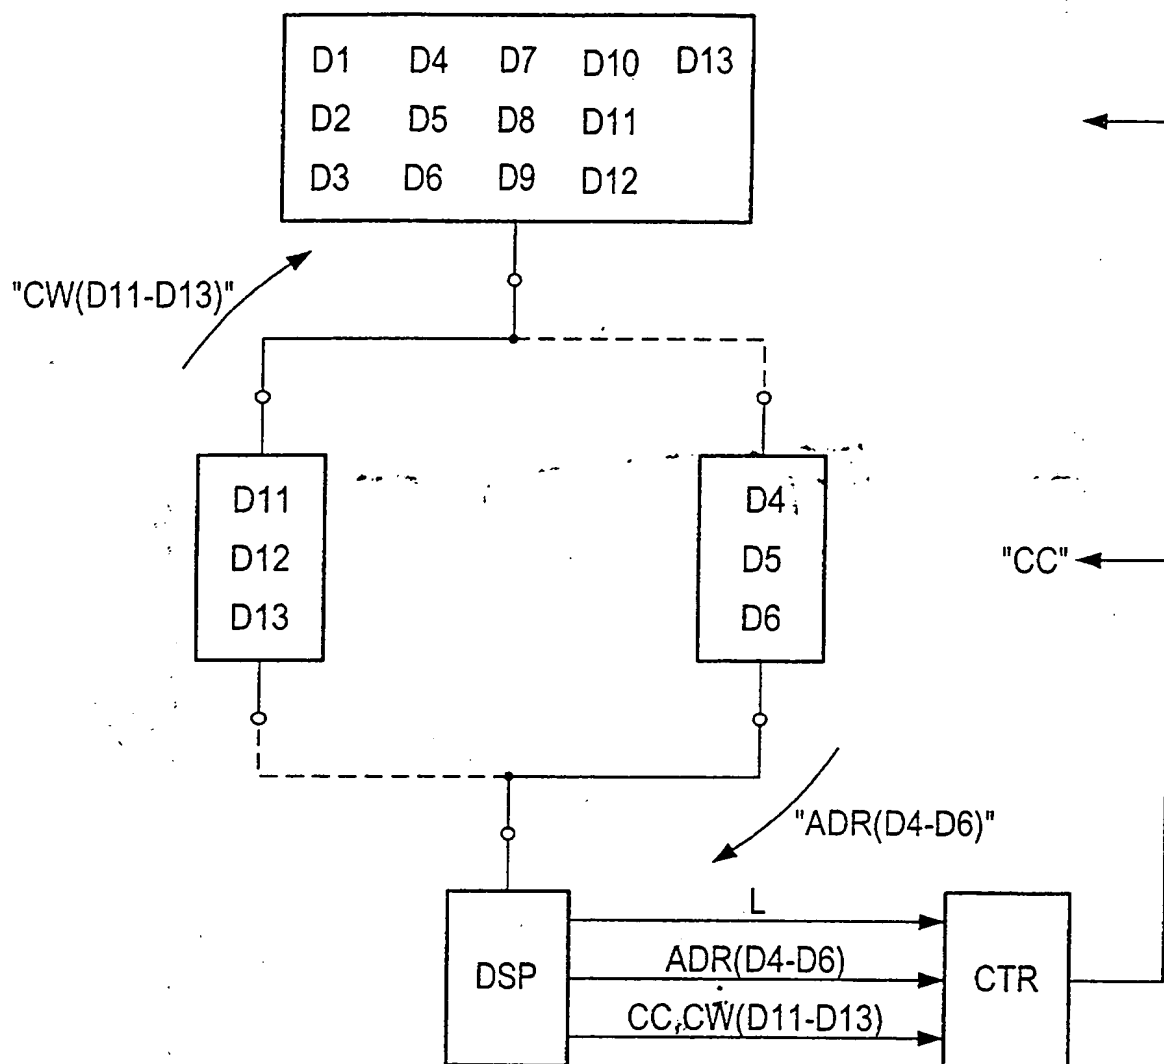 D1 D4 D7 D10 D13
D2 D5 D8 D11
D3 D6 D9 D12
"CW(D11-D13)"
D11
D12
D13
D4
D5
D6
"CC"
"ADR(D4-D6)"
L
DSP
ADR(D4-D6)
CTR
CC, CW(D11-D13)